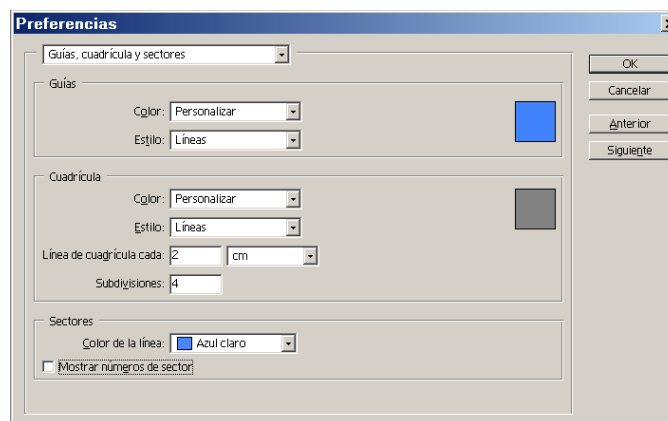 Preferencias
Guías, cuadrícula y sectores
OK
Cancelar
Anterior
Siguiente
Guías
Color: Personalizar
Estilo: Líneas
Cuadrícula
Color: Personalizar
Estilo: Líneas
Línea de cuadrícula cada: 2 cm
Subdivisiones: 4
Sectores
Color de la línea: Azul claro
Mostrar números de sector